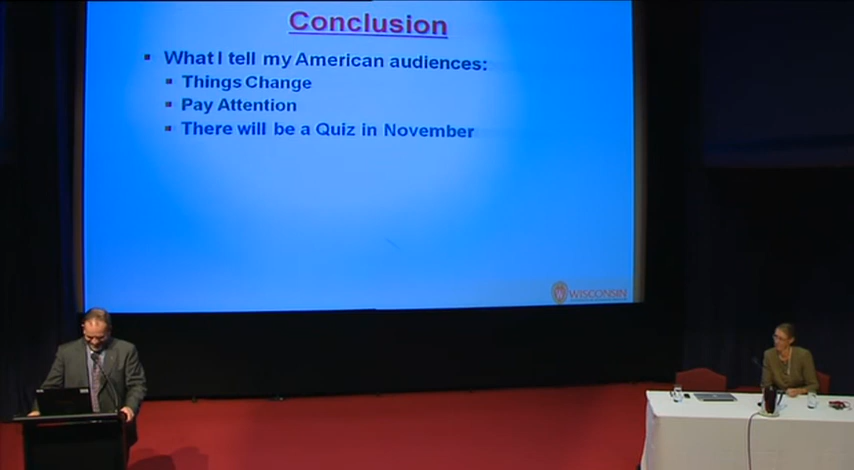 Conclusion
What I tell my American audiences:
Things Change
Pay Attention
There will be a Quiz in November
W WISCONSIN